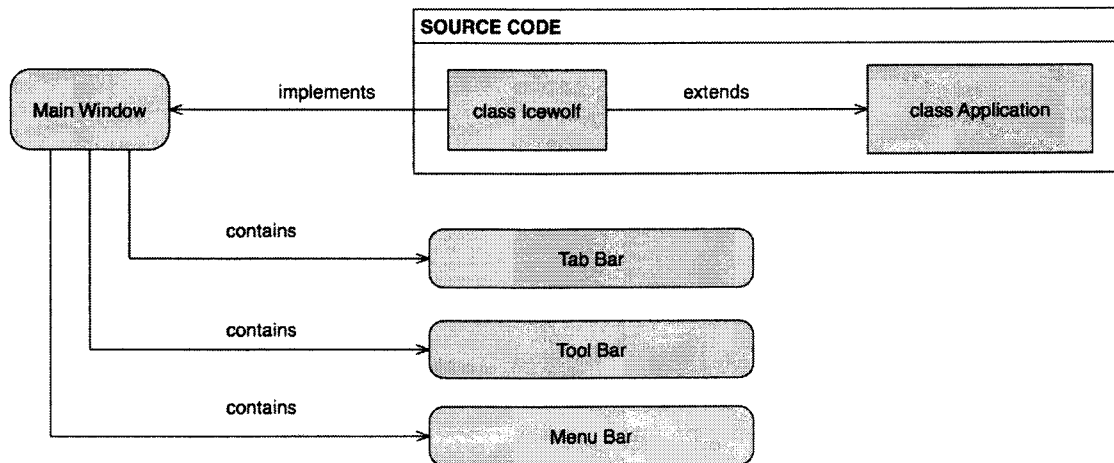 SOURCE CODE
Main Window
implements
class Icewolf
extends
class Application
contains
Tab Bar
contains
Tool Bar
contains
Menu Bar